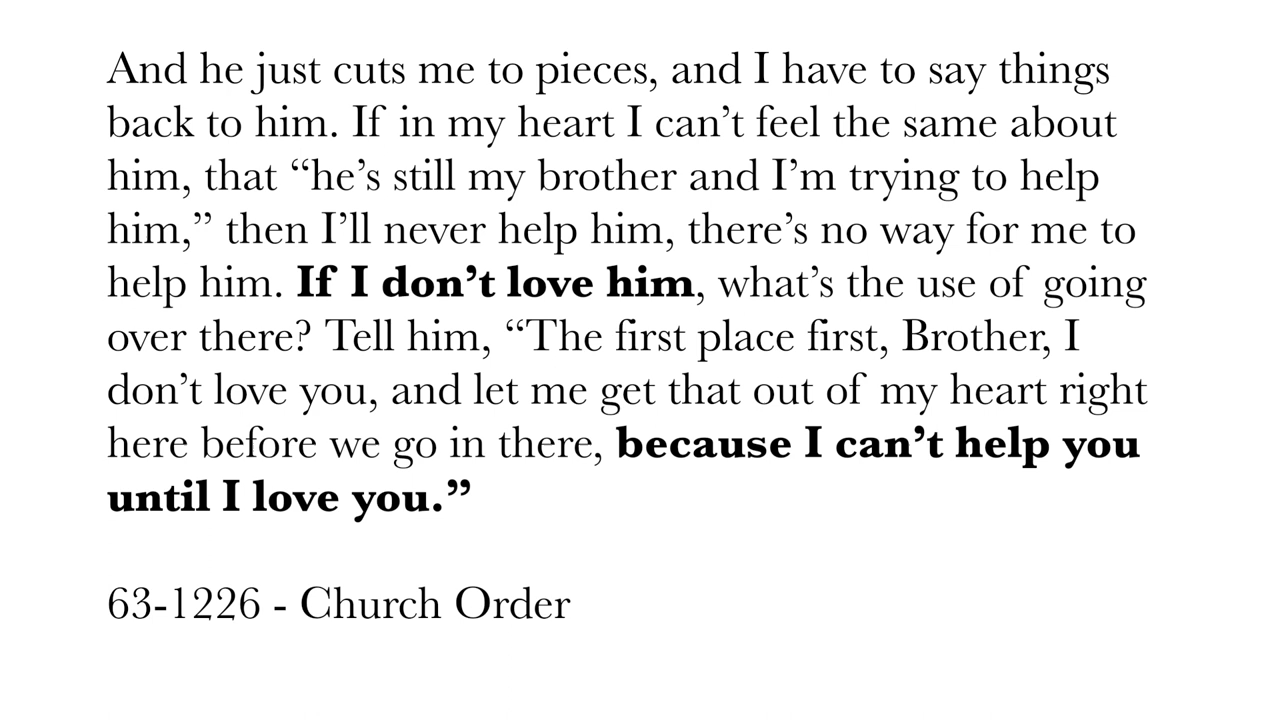 And he just cuts me to pieces, and I have to say things
back to him. If in my heart I can’t feel the same about
him, that “he’s still my brother and I’m trying to help
him,” then I’ll never help him, there’s no way for me to
help him. If I don’t love him, what’s the use of going
over there? Tell him, “The first place first, Brother, I
don’t love you, and let me get that out of my heart right
here before we go in there, because I can’t help you
until I love you.”
63-1226 - Church Order